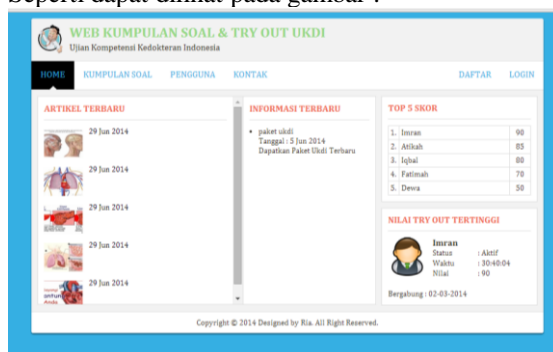 Seperti dapat dilihat pada gambar :
WEB KUMPULAN SOAL & TRY OUT UKDI
Ujian Kompetensi Kedokteran Indonesia
HOME KUMPULAN SOAL PENGGUNA KONTAK DAFTAR LOGIN
ARTIKEL TERBARU
29 Jun 2014
29 Jun 2014
29 Jun 2014
29 Jun 2014
29 Jun 2014
INFORMASI TERBARU
• paket ukdi
Tanggal : 5 Jun 2014
Dapatkan Paket Ukdi Terbaru
TOP 5 SKOR
1. Imran 90
2. Atikah 85
3. Iqbal 80
4. Fatimah 70
5. Dewa 50
NILAI TRY OUT TERTINGGI
Imran
Status : Aktif
Waktu : 30:40:04
Nilai : 90
Bergabung : 02-03-2014
Copyright © 2014 Designed by Ria. All Right Reserved.